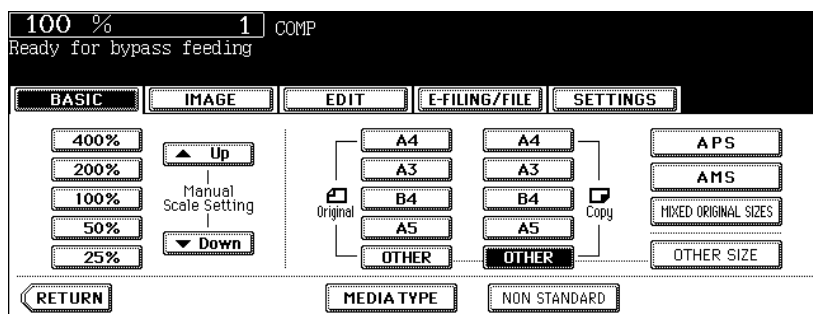 100 % 1 COMP
Ready for bypass feeding
BASIC IMAGE EDIT E-FILING/FILE SETTINGS
400%
200%
100%
50%
25%
Up
Manual
Scale Setting
Down
Original
A4
A3
B4
A5
OTHER
A4
A3
B4
A5
OTHER
Copy
APS
AMS
MIXED ORIGINAL SIZES
OTHER SIZE
RETURN MEDIA TYPE NON STANDARD